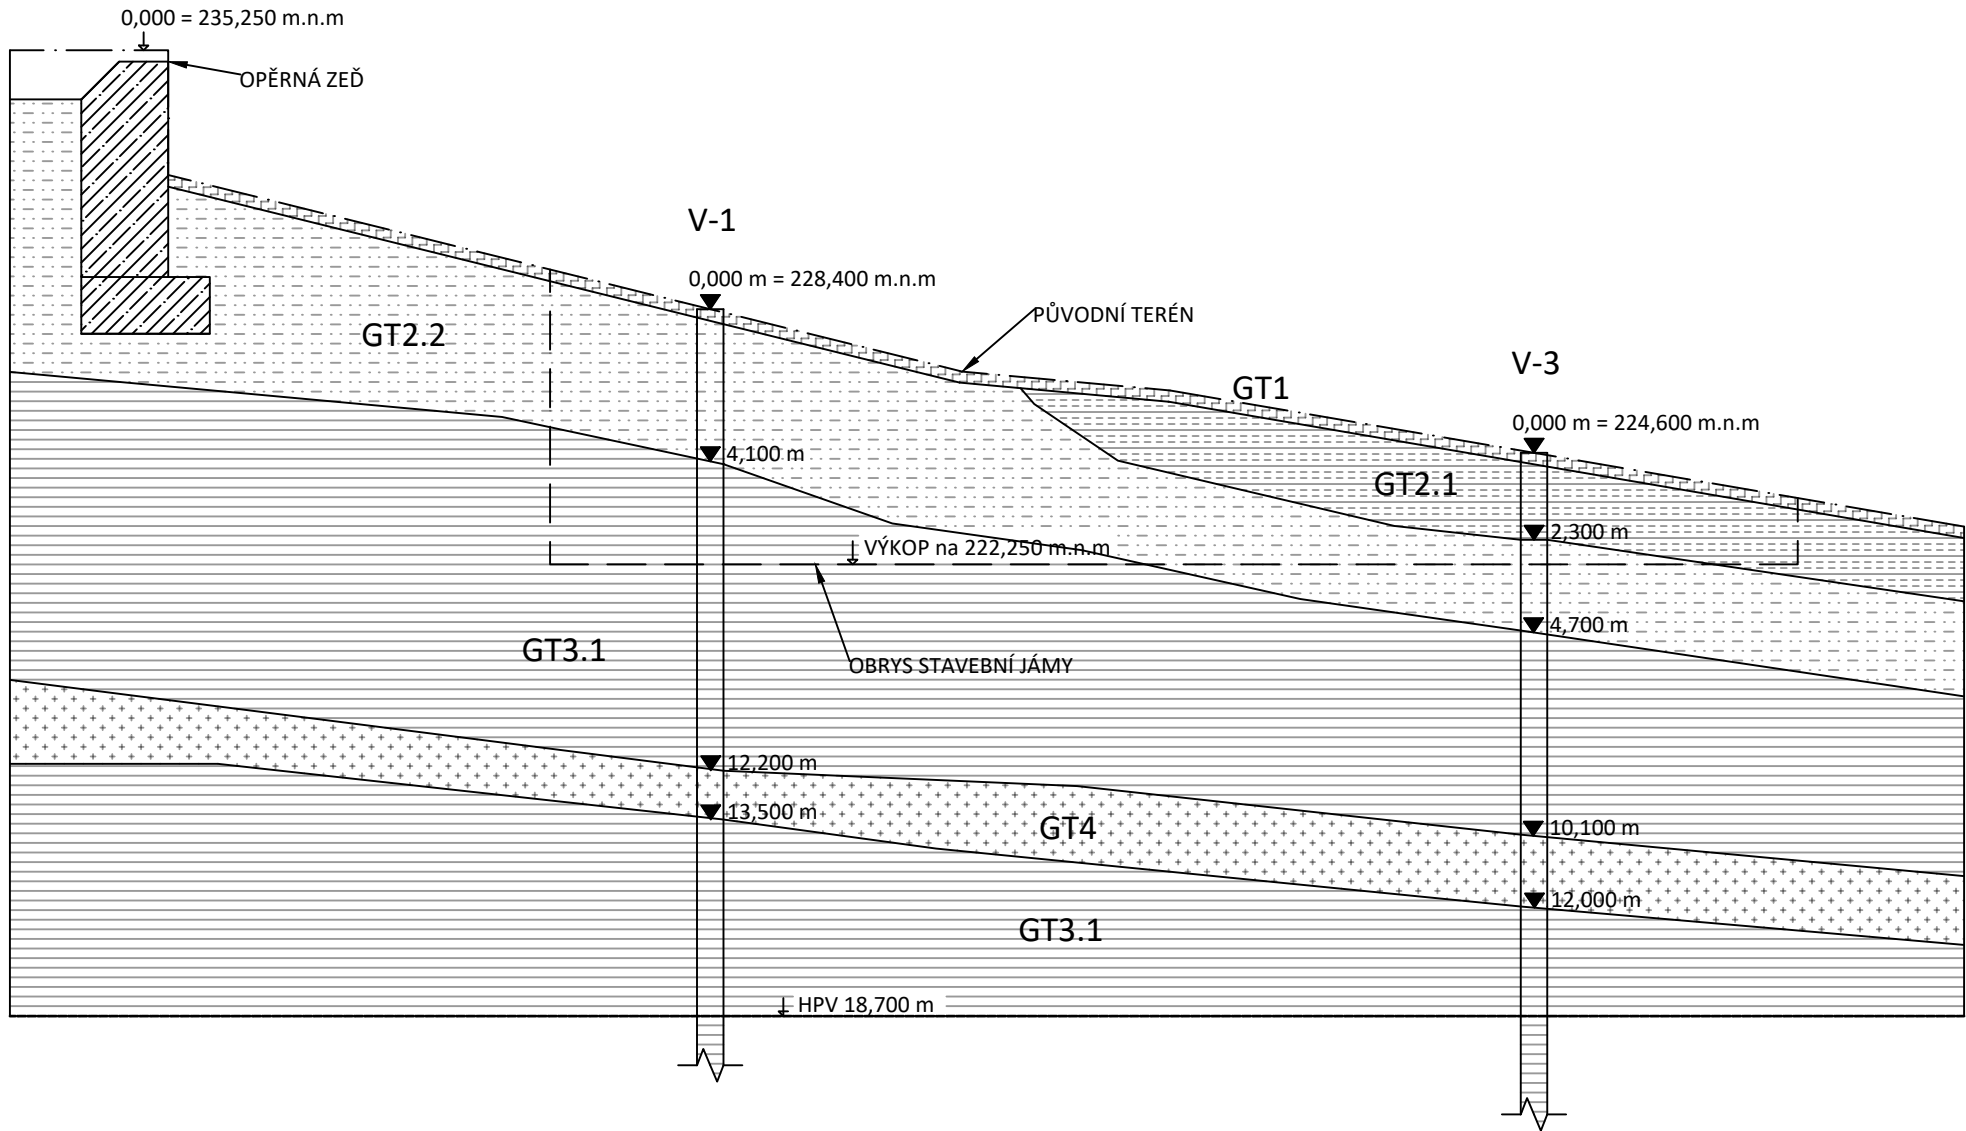 0,000 = 235,250 m.n.m
OPĚRNÁ ZEĎ
V-1
0,000 m = 228,400 m.n.m
PŮVODNÍ TERÉN
GT2.2
V-3
GT1
0,000 m = 224,600 m.n.m
4,100 m
GT2.1
2,300 m
VÝKOP na 222,250 m.n.m
4,700 m
GT3.1
OBRYS STAVEBNÍ JÁMY
12,200 m
13,500 m
GT4
10,100 m
12,000 m
GT3.1
HPV 18,700 m